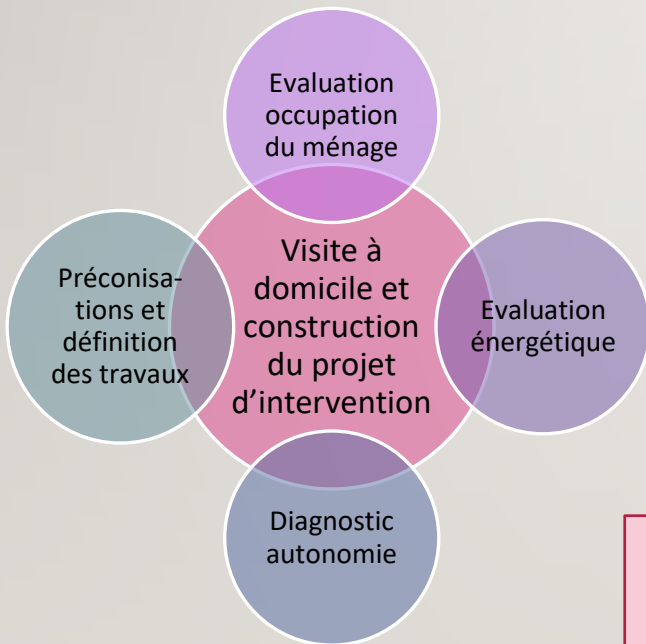 Evaluation
occupation
du ménage
Préconisa-
tions et
définition
des travaux
Visite à
domicile et
construction
du projet
d’intervention
Evaluation
énergétique
Diagnostic
autonomie